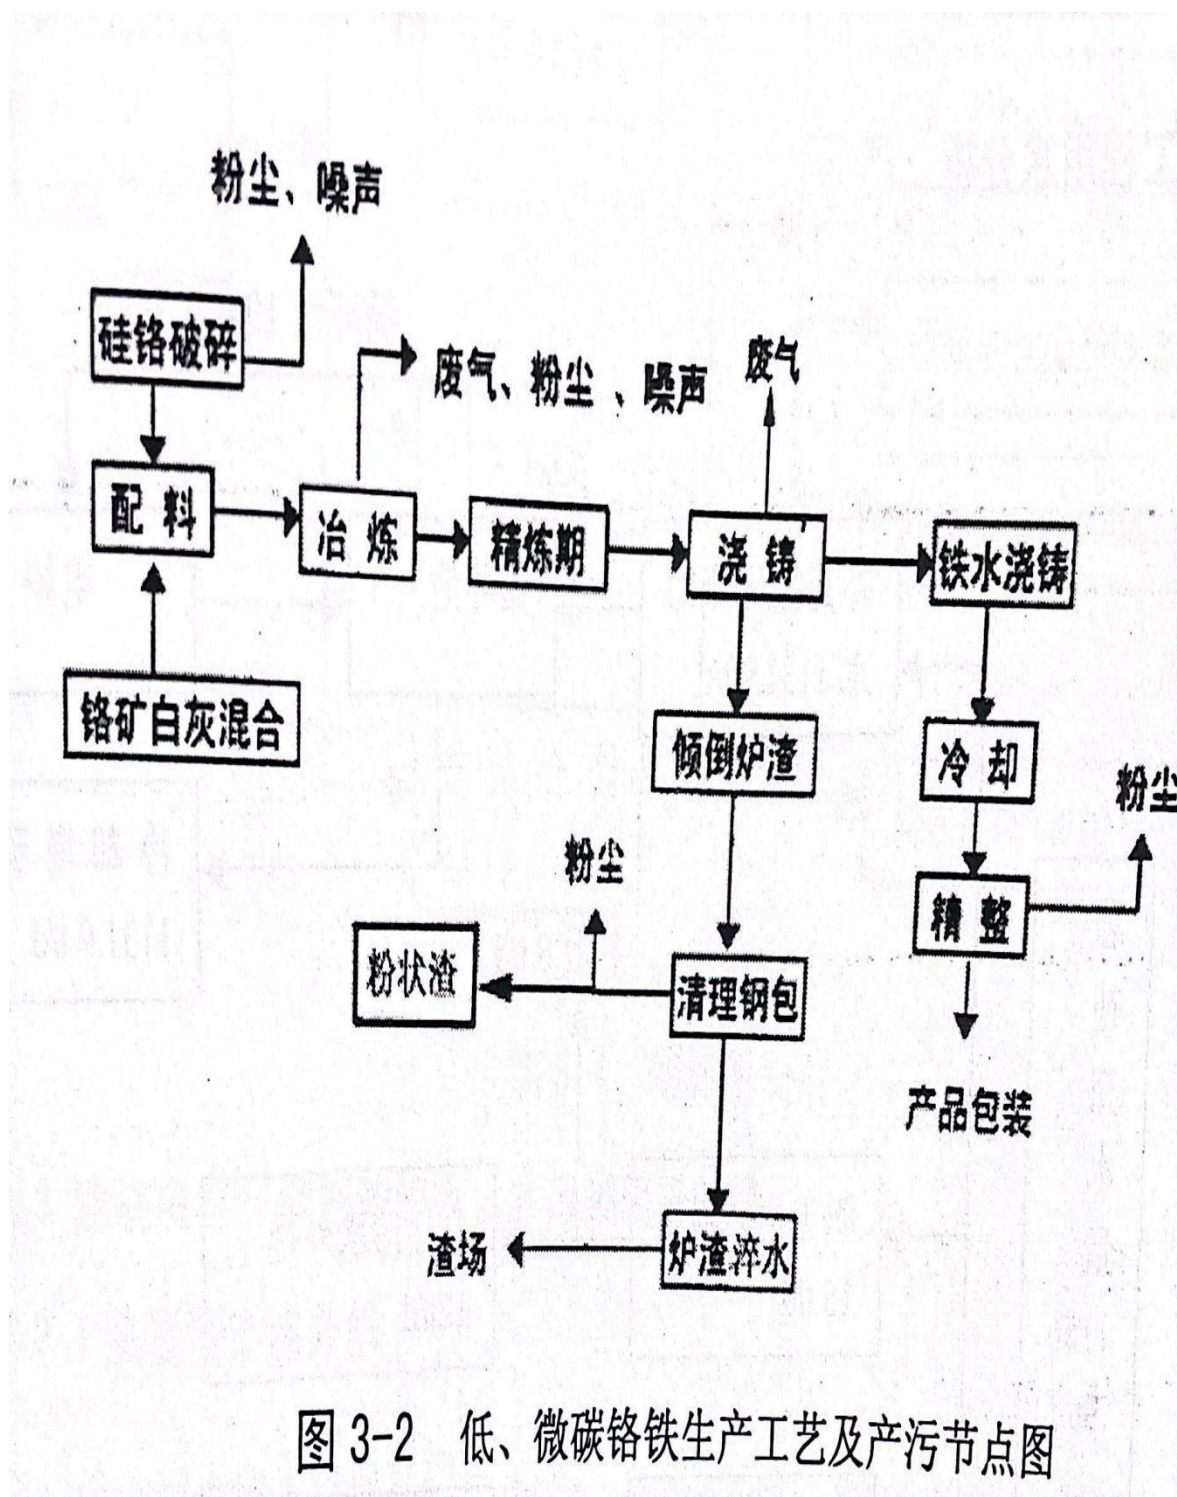 粉尘、噪声
硅铬破碎
废气、粉尘、噪声
废气
配料
冶炼
精炼期
浇铸
铁水浇铸
铬矿白灰混合
倾倒炉渣
冷却
粉尘
粉尘
精整
粉状渣
清理钢包
产品包装
渣场
炉渣淬水
图 3-2 低、微碳铬铁生产工艺及产污节点图